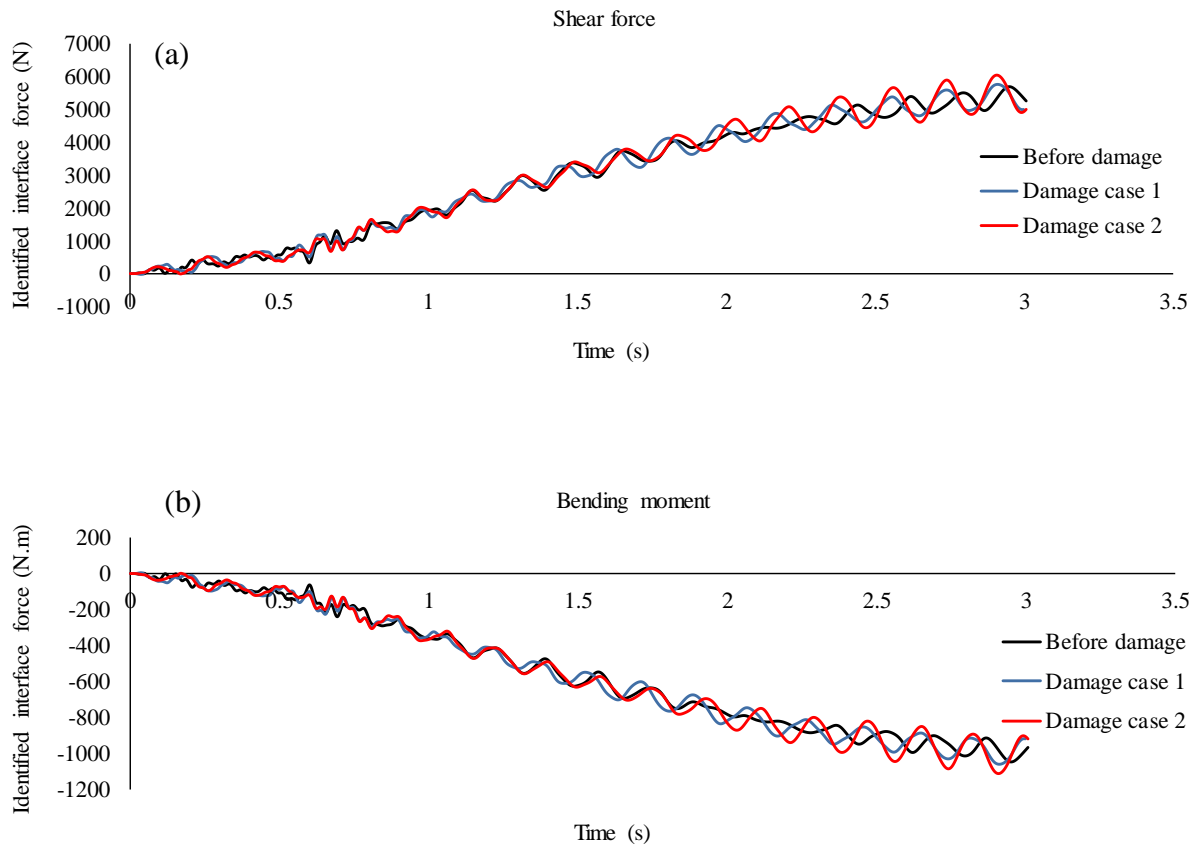 Shear force
(a)
Identified interface force (N)
7000
6000
5000
4000
3000
2000
1000
0
-1000
0
0.5
1
1.5
2
2.5
3
3.5
Time (s)
Before damage
Damage case 1
Damage case 2
(b)
Bending moment
Identified interface force (N.m)
200
0
-200
-400
-600
-800
-1000
-1200
0
0.5
1
1.5
2
2.5
3
3.5
Time (s)
Before damage
Damage case 1
Damage case 2